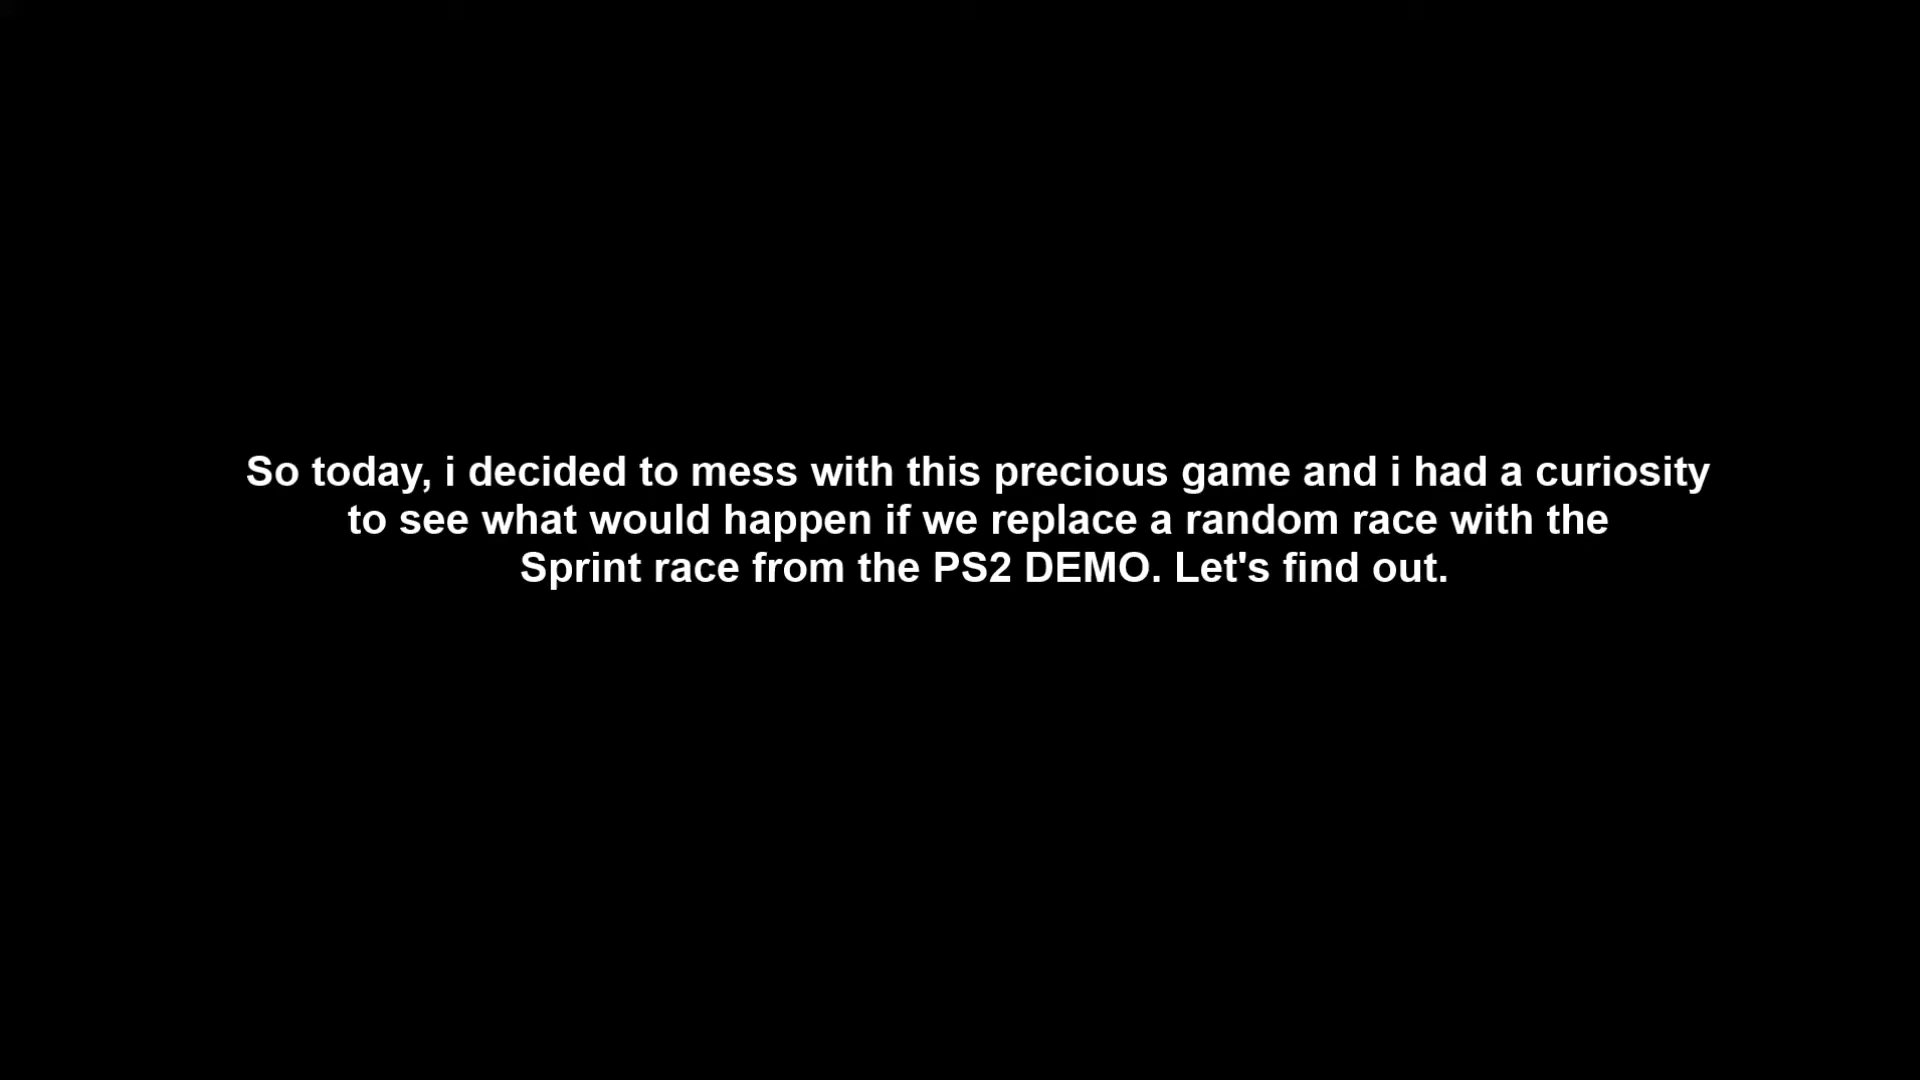 So today, i decided to mess with this precious game and i had a curiosity
to see what would happen if we replace a random race with the
Sprint race from the PS2 DEMO. Let's find out.